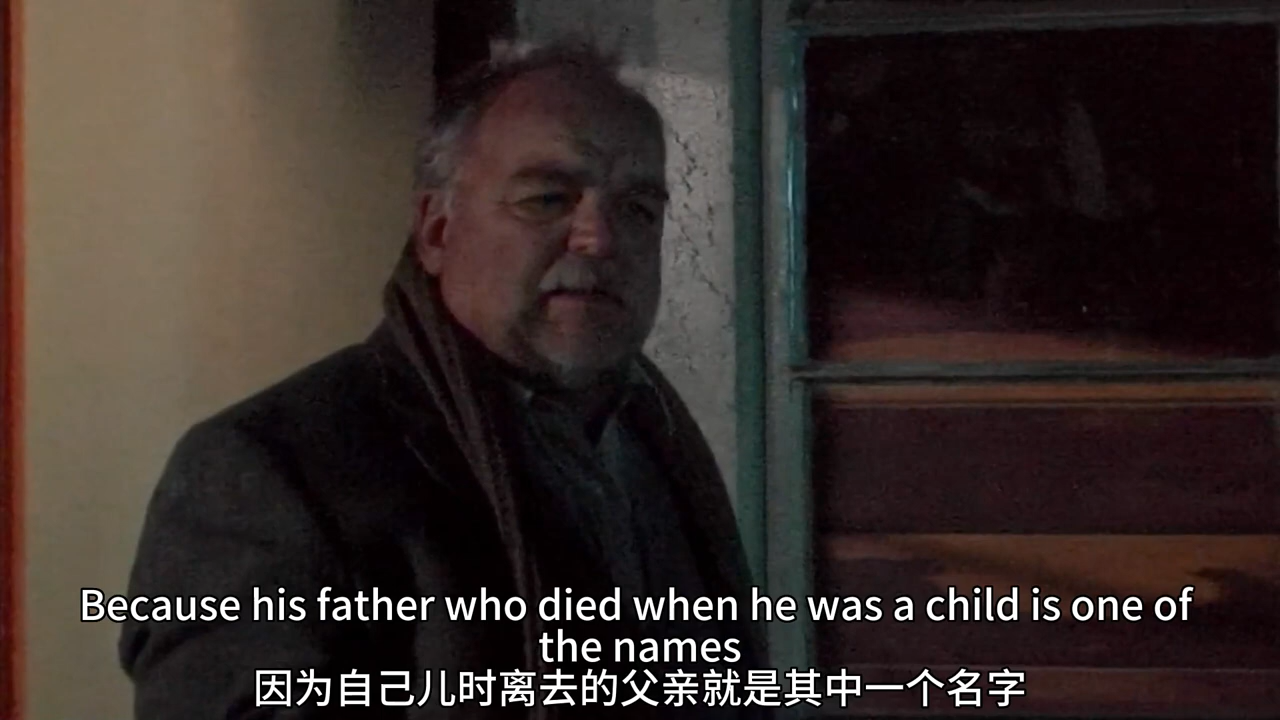 Because his father who died when he was a child is one of
the names
因为自己儿时离去的父亲就是其中一个名字